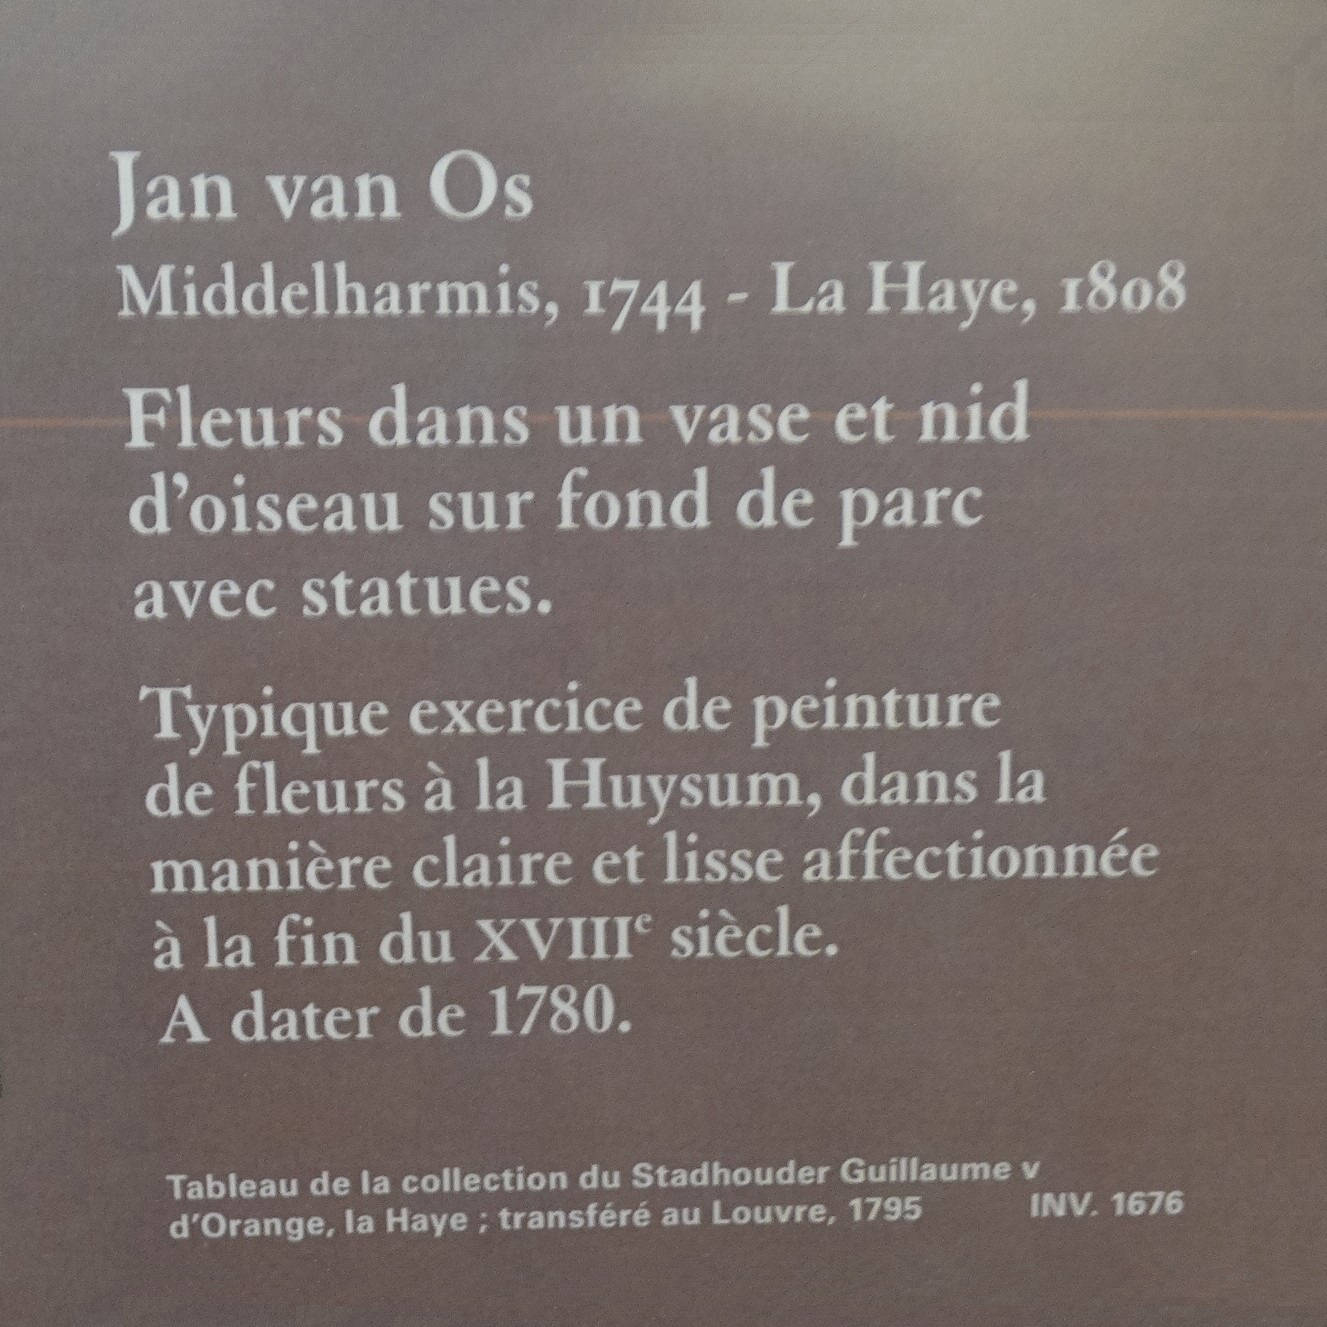 Jan van Os
Middelharmis, 1744 - La Haye, 1808
Fleurs dans un vase et nid
d'oiseau sur fond de parc
avec statues.
Typique exercice de peinture
de fleurs à la Huysum, dans la
manière claire et lisse affectionnée
à la fin du XVIIIᵉ siècle.
A dater de 1780.
Tableau de la collection du Stadhouder Guillaume v
d'Orange, la Haye ; transféré au Louvre, 1795 INV. 1676